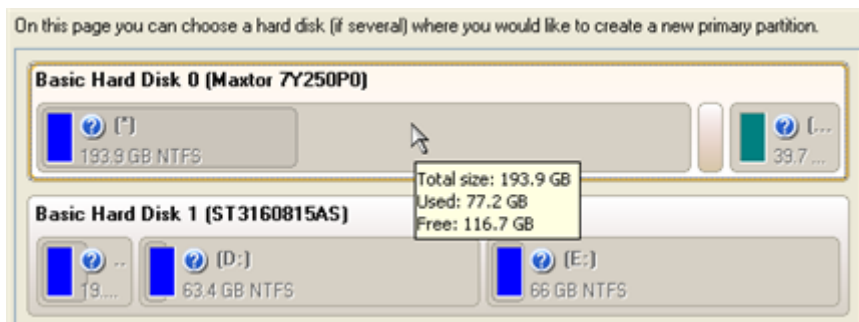 On this page you can choose a hard disk (if several) where you would like to create a new primary partition.
Basic Hard Disk 0 (Maxtor 7Y250P0)
(*)
193.9 GB NTFS
(...
39.7 ...
Total size: 193.9 GB
Used: 77.2 GB
Free: 116.7 GB
Basic Hard Disk 1 (ST3160815AS)
..
19....
(D:)
63.4 GB NTFS
(E:)
66 GB NTFS